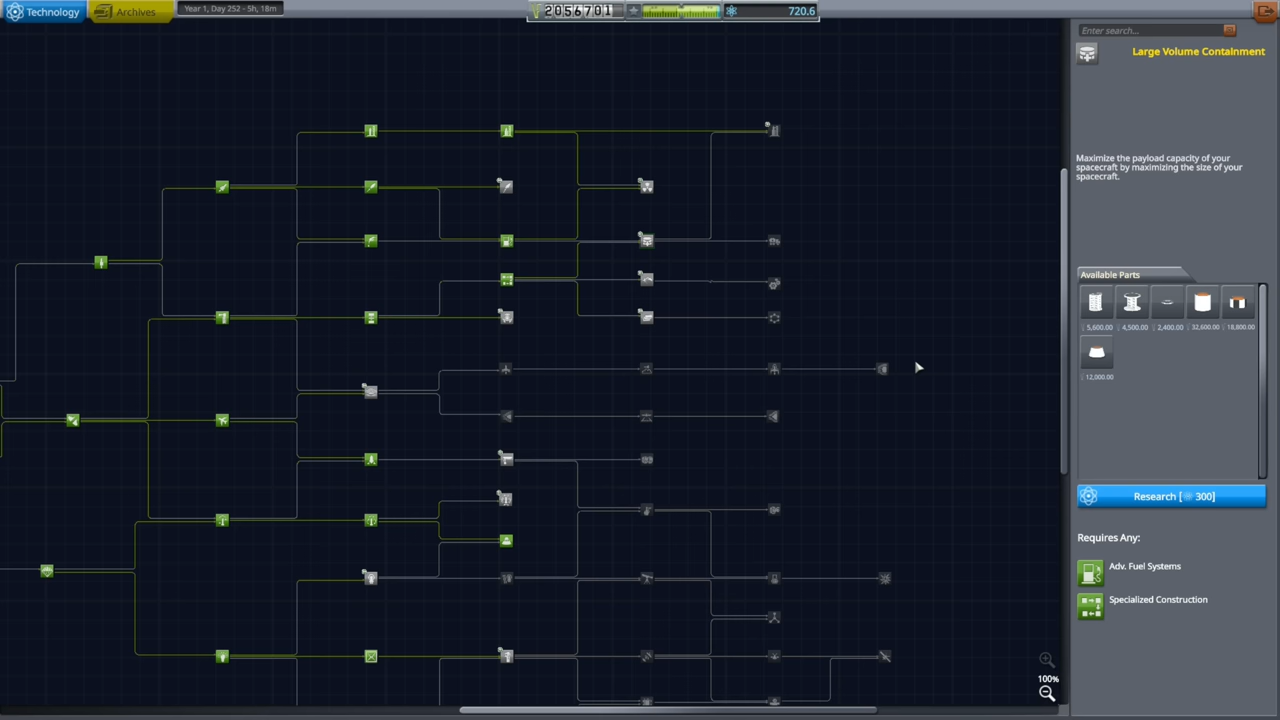 Technology
Archives
Year 1, Day 252 - 5h, 18m
2056701
720.6
Enter search...
Large Volume Containment
Maximize the payload capacity of your
spacecraft by maximizing the size of your
spacecraft.
Available Parts
5,600.00
4,500.00
2,400.00
32,600.00
18,800.00
12,000.00
Research [300]
Requires Any:
Adv. Fuel Systems
Specialized Construction
100%